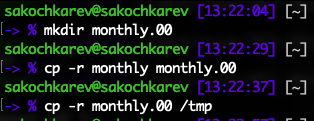 sakochkarev@sakochkarev [13:22:04] [~]
[-> % mkdir monthly.00
sakochkarev@sakochkarev [13:22:29] [~]
[-> % cp -r monthly monthly.00
sakochkarev@sakochkarev [13:22:37] [~]
[-> % cp -r monthly.00 /tmp